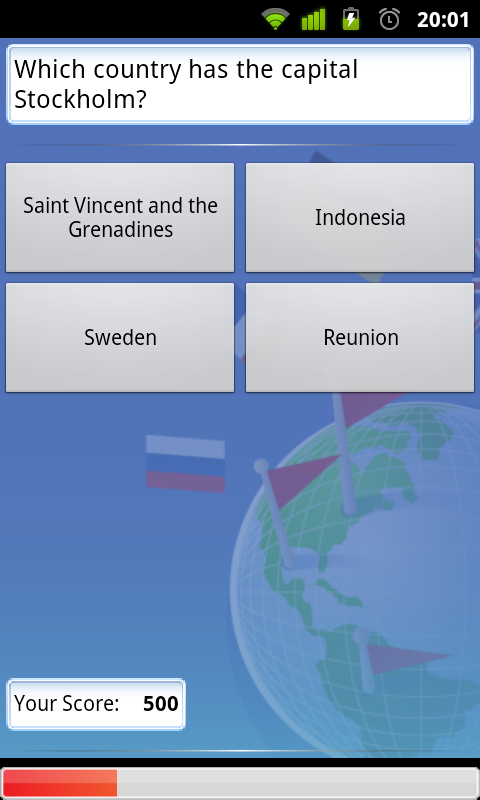 20:01
Which country has the capital
Stockholm?
Saint Vincent and the
Grenadines
Indonesia
Sweden
Reunion
Your Score: 500